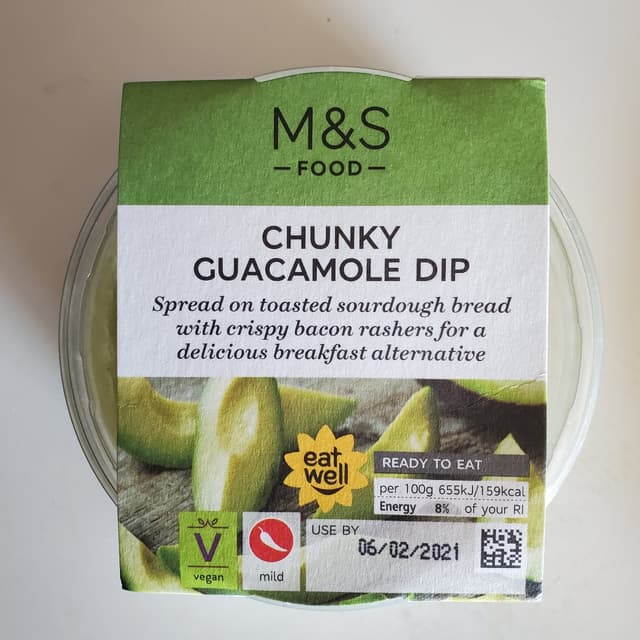 M&S
FOOD
CHUNKY
GUACAMOLE DIP
Spread on toasted sourdough bread
with crispy bacon rashers for a
delicious breakfast alternative
eat
well
READY TO EAT
per 100g 655kJ/159kcal
Energy 8% of your RI
V
vegan
mild
USE BY
06/02/2021